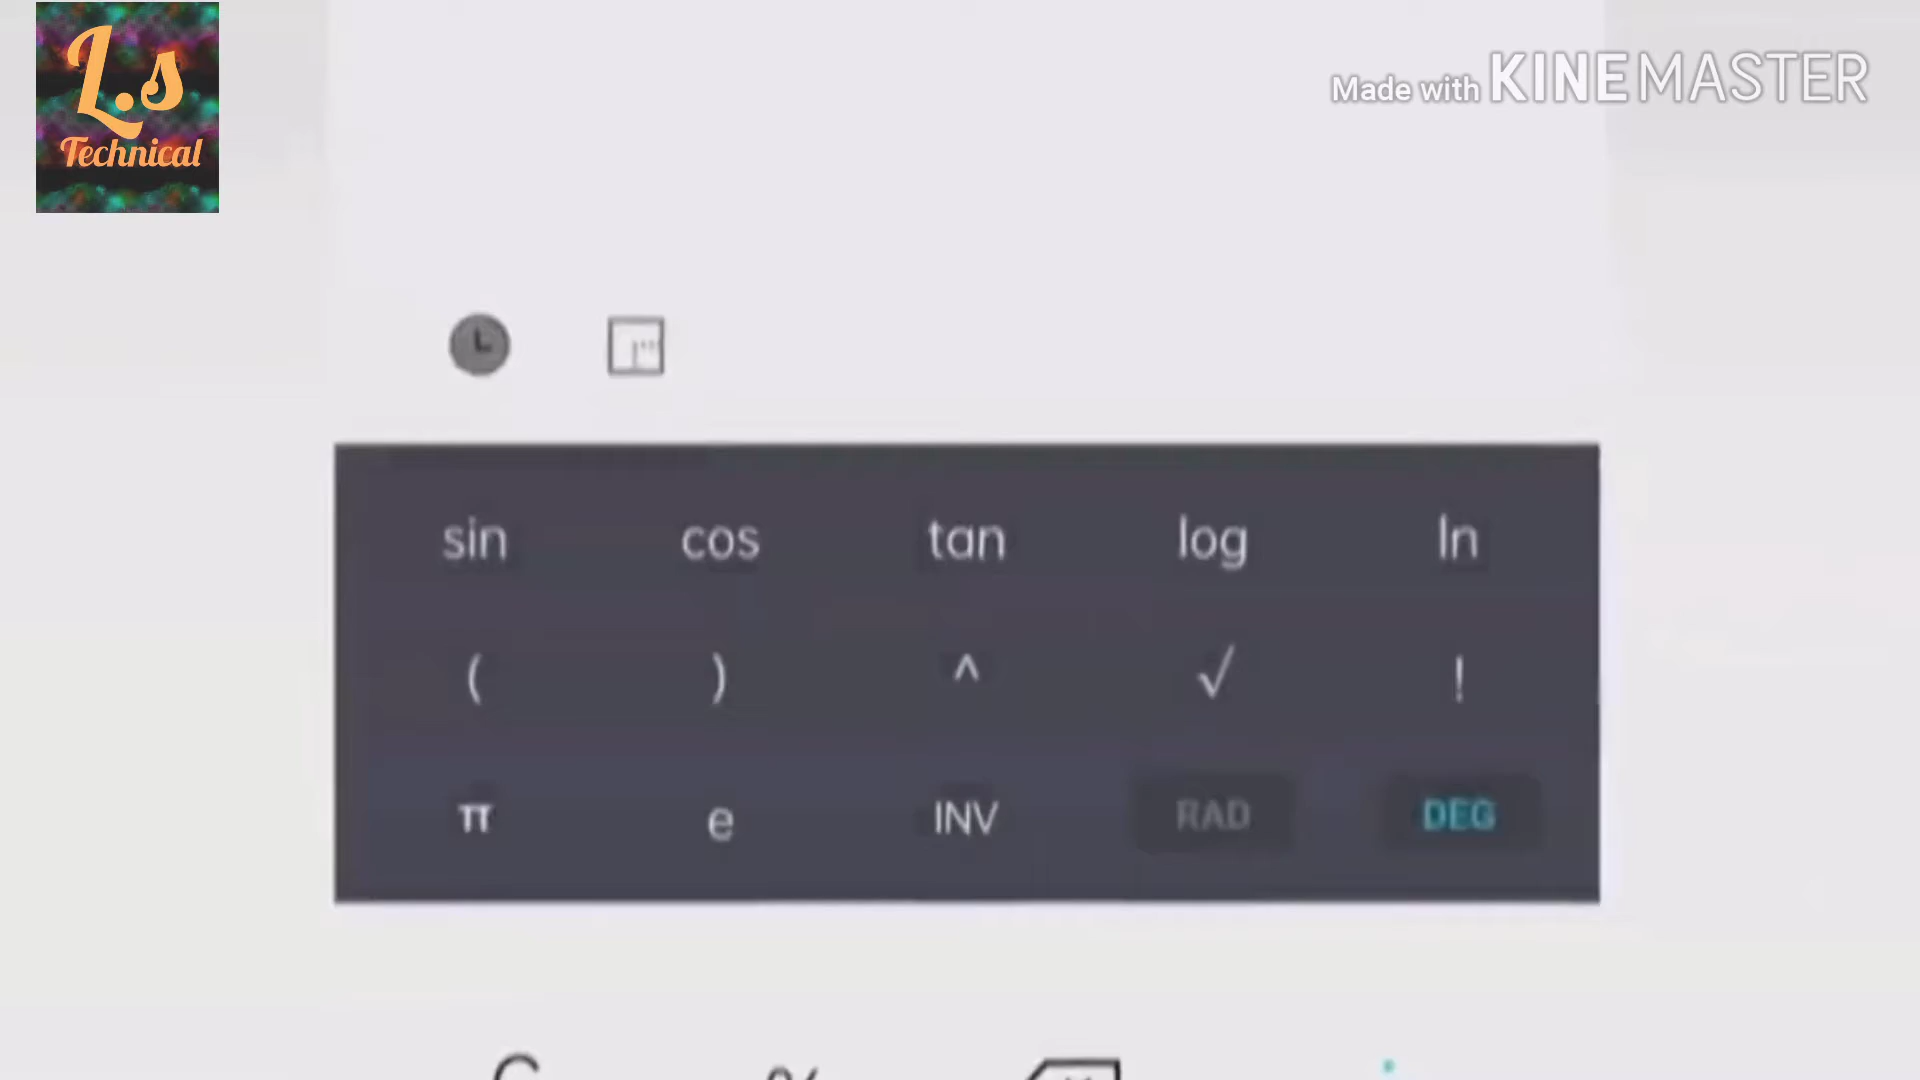 L.s
Technical
Made with KINEMASTER
sin cos tan log ln
( ) ^ √ !
π e INV RAD DEG